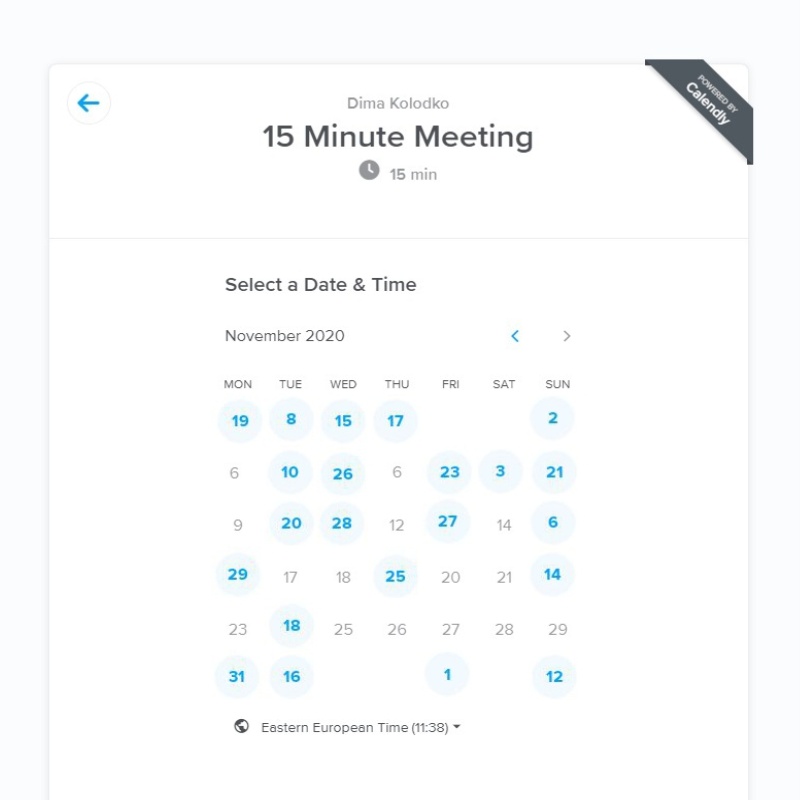 POWERED BY
Calendly
Dima Kolodko
15 Minute Meeting
15 min
Select a Date & Time
November 2020
MON TUE WED THU FRI SAT SUN
19 8 15 17 2
6 10 26 6 23 3 21
9 20 28 12 27 14 6
29 17 18 25 20 21 14
23 18 25 26 27 28 29
31 16 1 12
Eastern European Time (11:38)